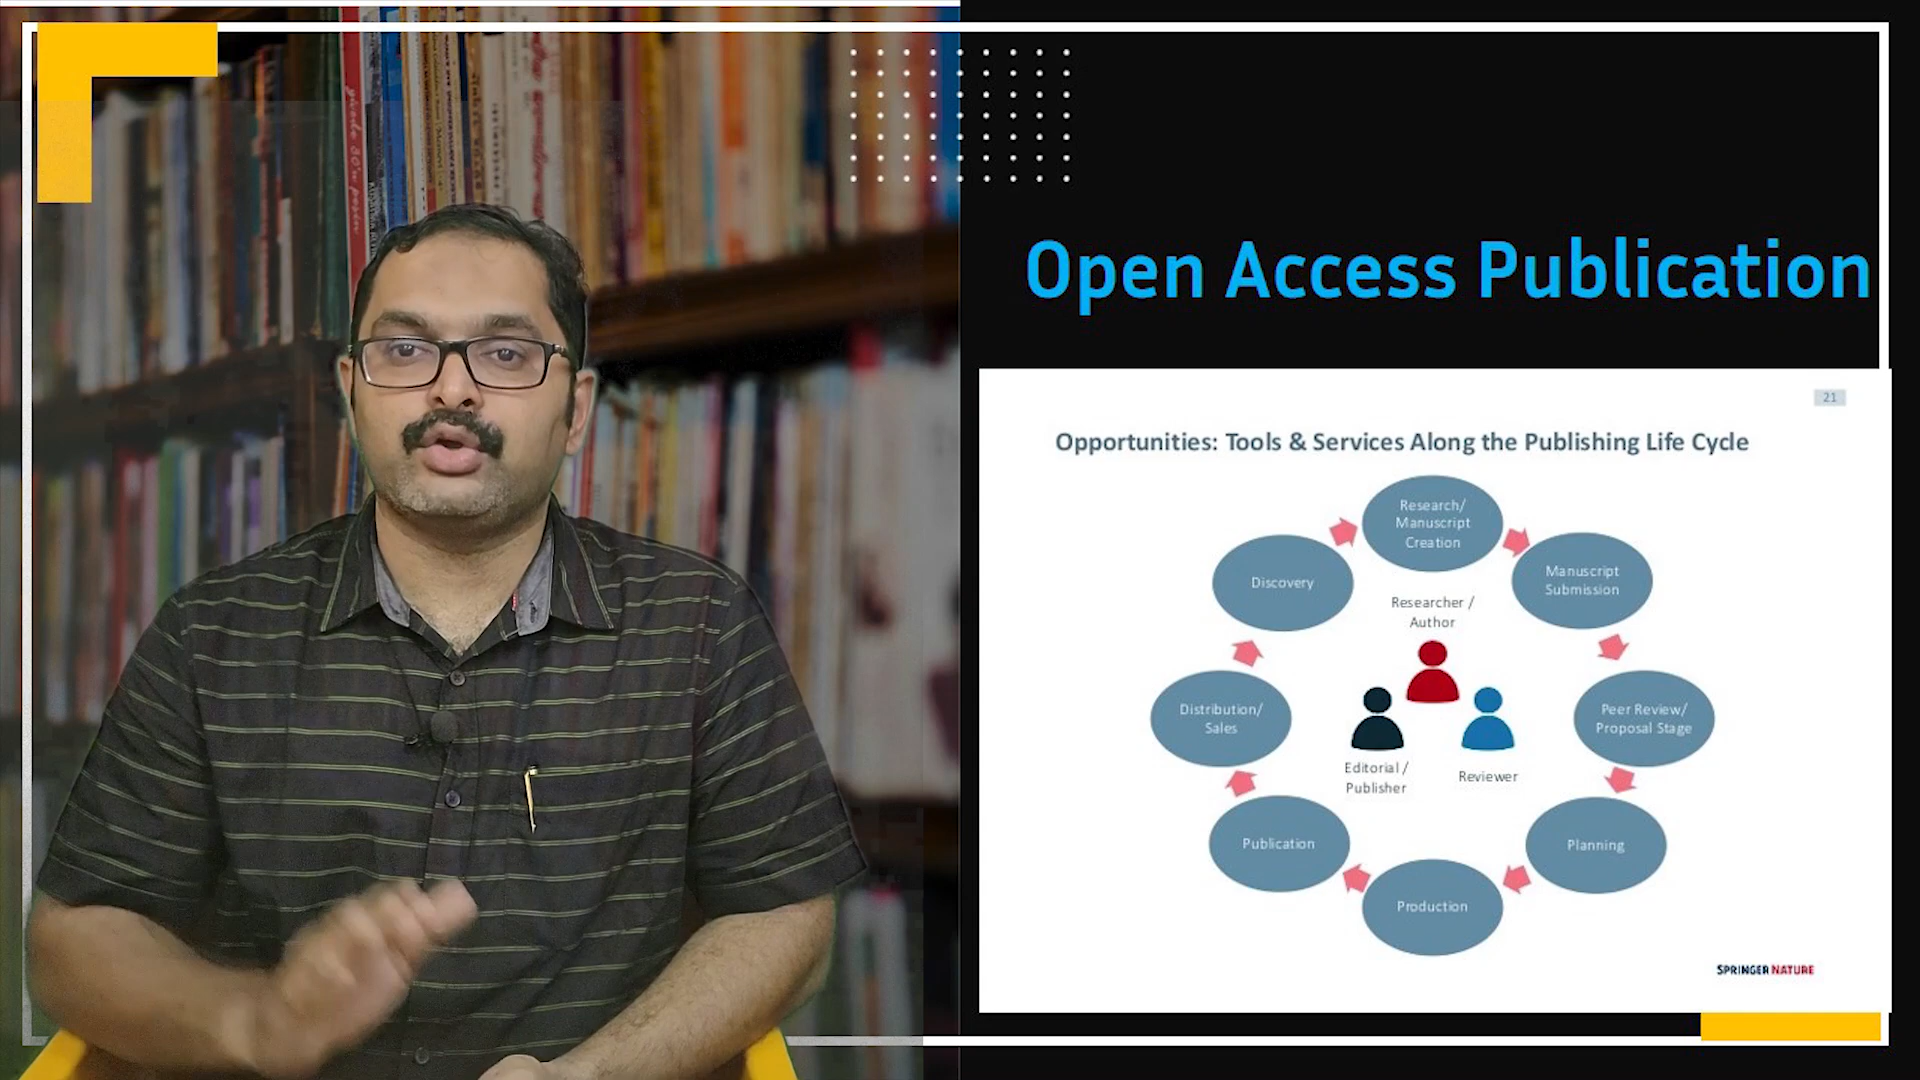 Open Access Publication
21
Opportunities: Tools & Services Along the Publishing Life Cycle
Research/
Manuscript
Creation
Manuscript
Submission
Peer Review/
Proposal Stage
Planning
Production
Publication
Distribution/
Sales
Discovery
Researcher /
Author
Editorial /
Publisher
Reviewer
SPRINGER NATURE